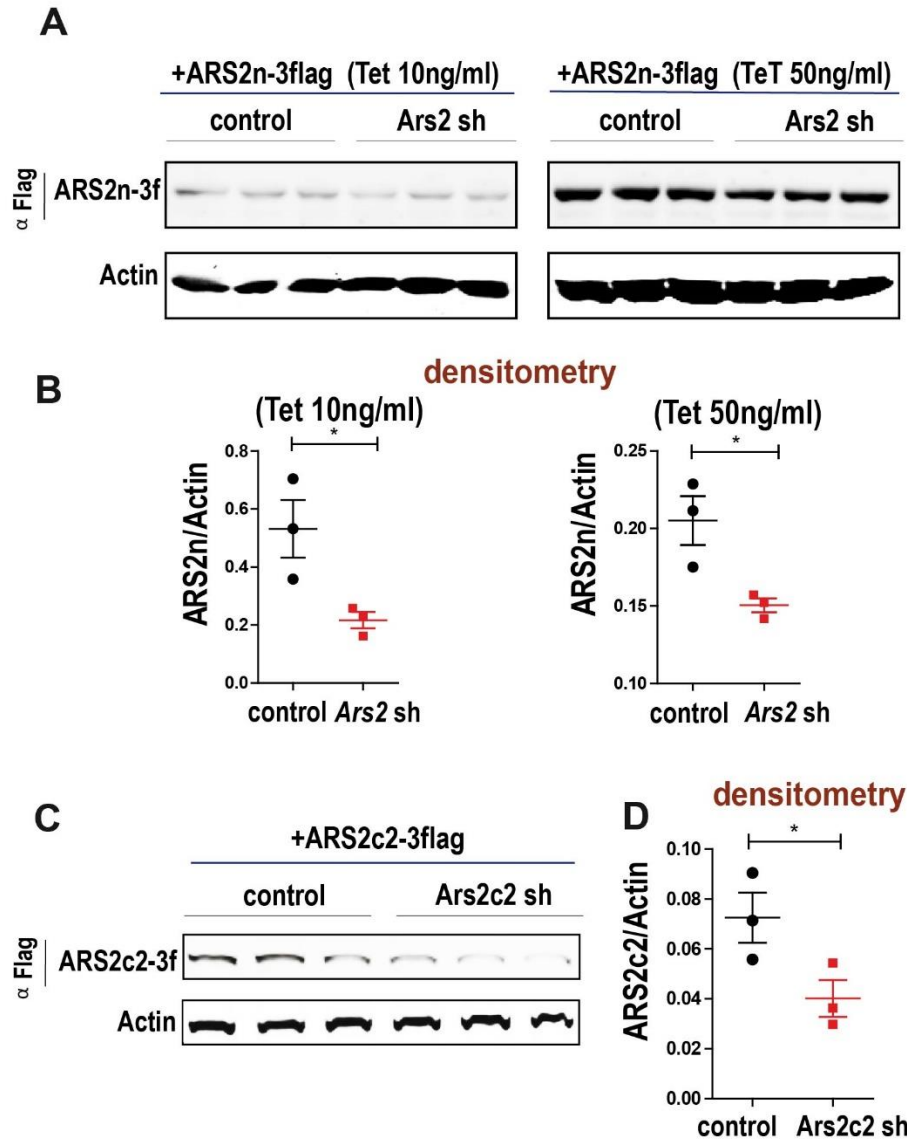 A
+ARS2n-3flag (Tet 10ng/ml) +ARS2n-3flag (TeT 50ng/ml)
control Ars2 sh control Ars2 sh
α Flag
ARS2n-3f
Actin
B
densitometry
(Tet 10ng/ml) (Tet 50ng/ml)
* *
ARS2n/Actin
0.8
0.6
0.4
0.2
0.0
control Ars2 sh
ARS2n/Actin
0.25
0.20
0.15
0.10
control Ars2 sh
C
+ARS2c2-3flag
control Ars2c2 sh
α Flag
ARS2c2-3f
Actin
D
densitometry
*
ARS2c2/Actin
0.10
0.08
0.06
0.04
0.02
0.00
control Ars2c2 sh